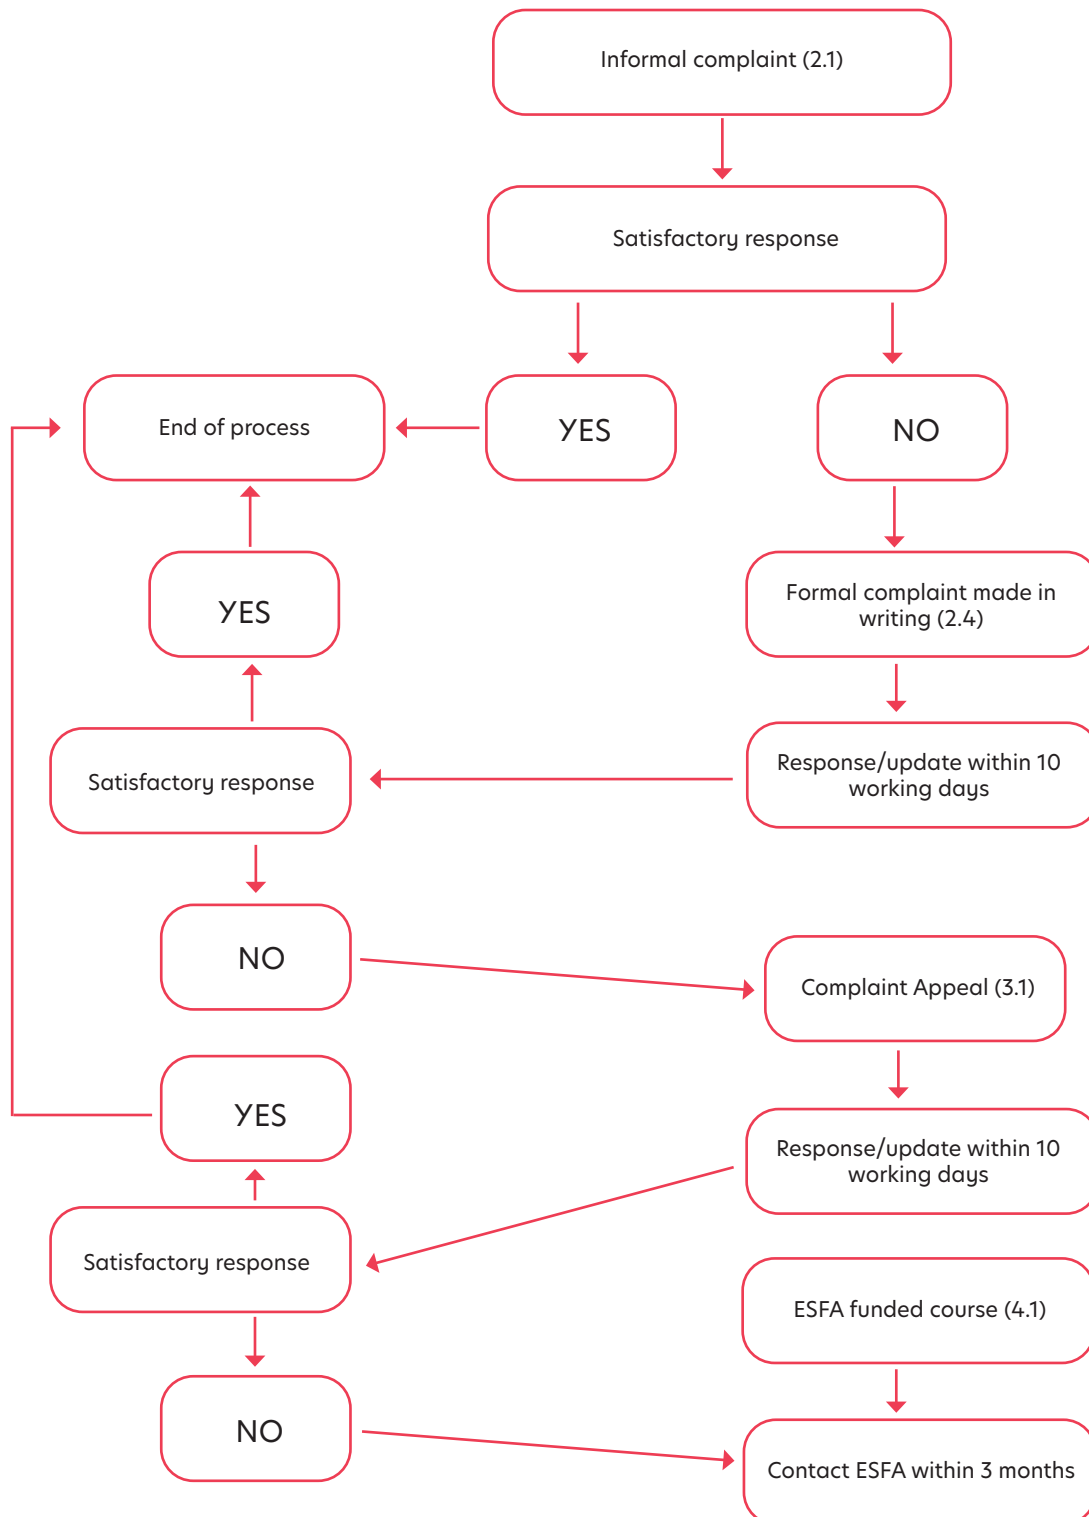 Informal complaint (2.1)
Satisfactory response
End of process
YES
NO
YES
Formal complaint made in
writing (2.4)
Satisfactory response
Response/update within 10
working days
NO
Complaint Appeal (3.1)
YES
Response/update within 10
working days
Satisfactory response
ESFA funded course (4.1)
NO
Contact ESFA within 3 months